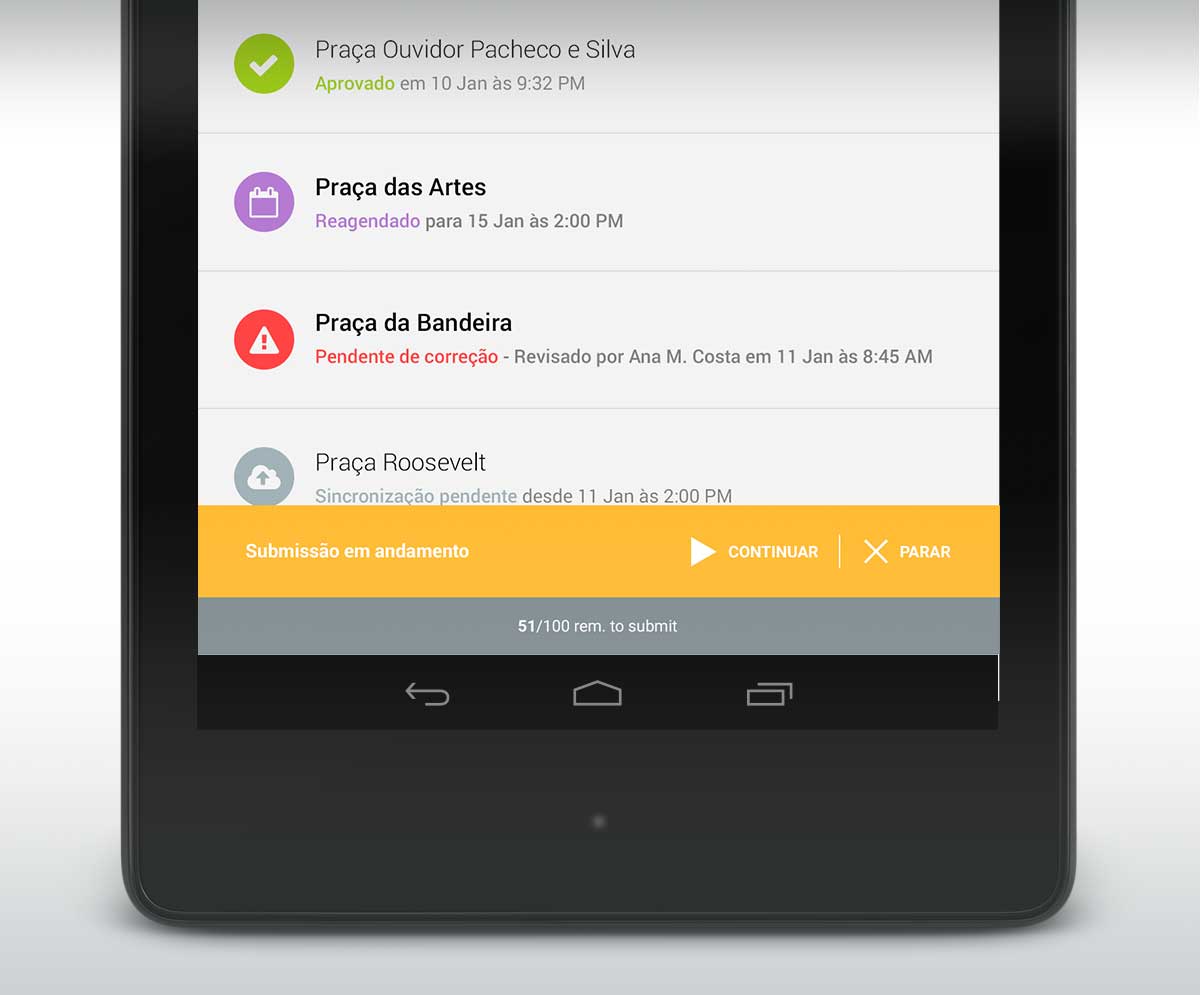 Praça Ouvidor Pacheco e Silva
Aprovado em 10 Jan às 9:32 PM
Praça das Artes
Reagendado para 15 Jan às 2:00 PM
Praça da Bandeira
Pendente de correção - Revisado por Ana M. Costa em 11 Jan às 8:45 AM
Praça Roosevelt
Sincronização pendente desde 11 Jan às 2:00 PM
Submissão em andamento CONTINUAR PARAR
51/100 rem. to submit